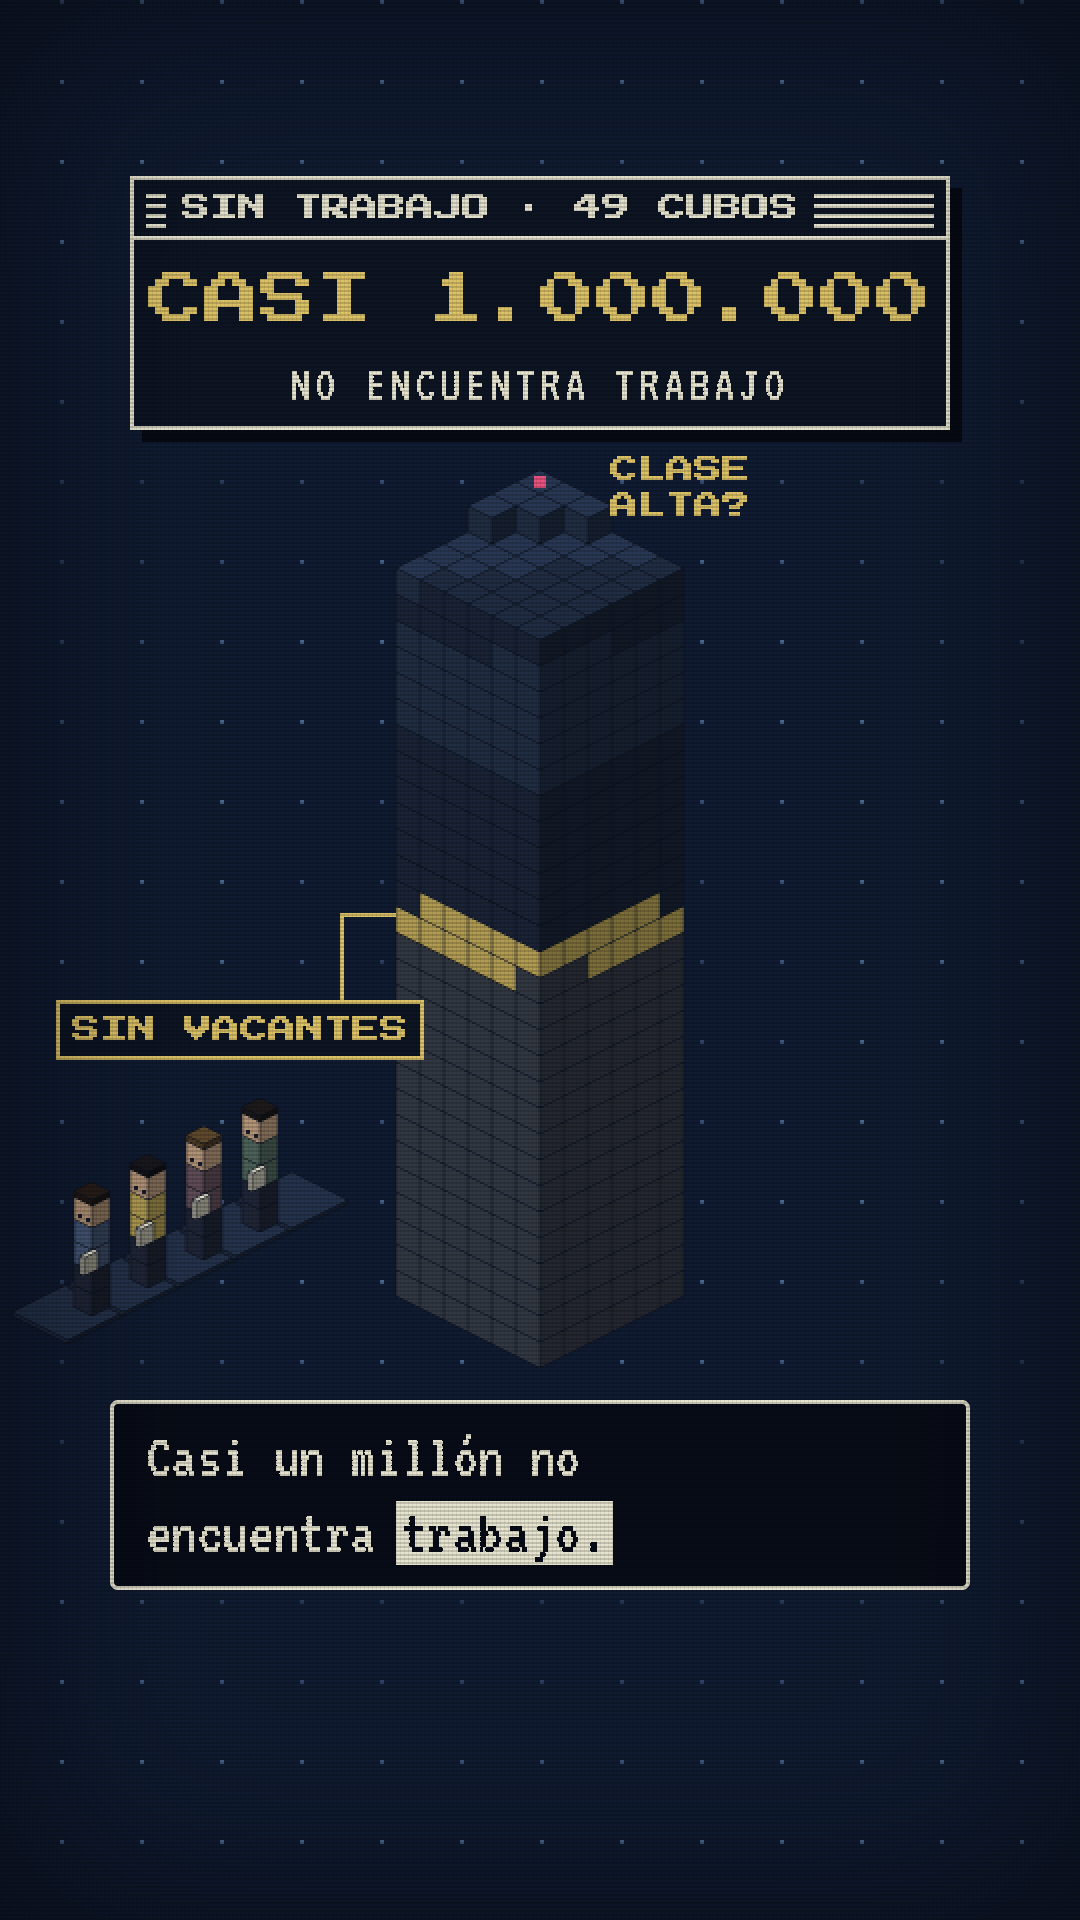 SIN TRABAJO · 49 CUBOS
CASI 1.000.000
NO ENCUENTRA TRABAJO
CLASE
ALTA?
SIN VACANTES
Casi un millón no
encuentra trabajo.